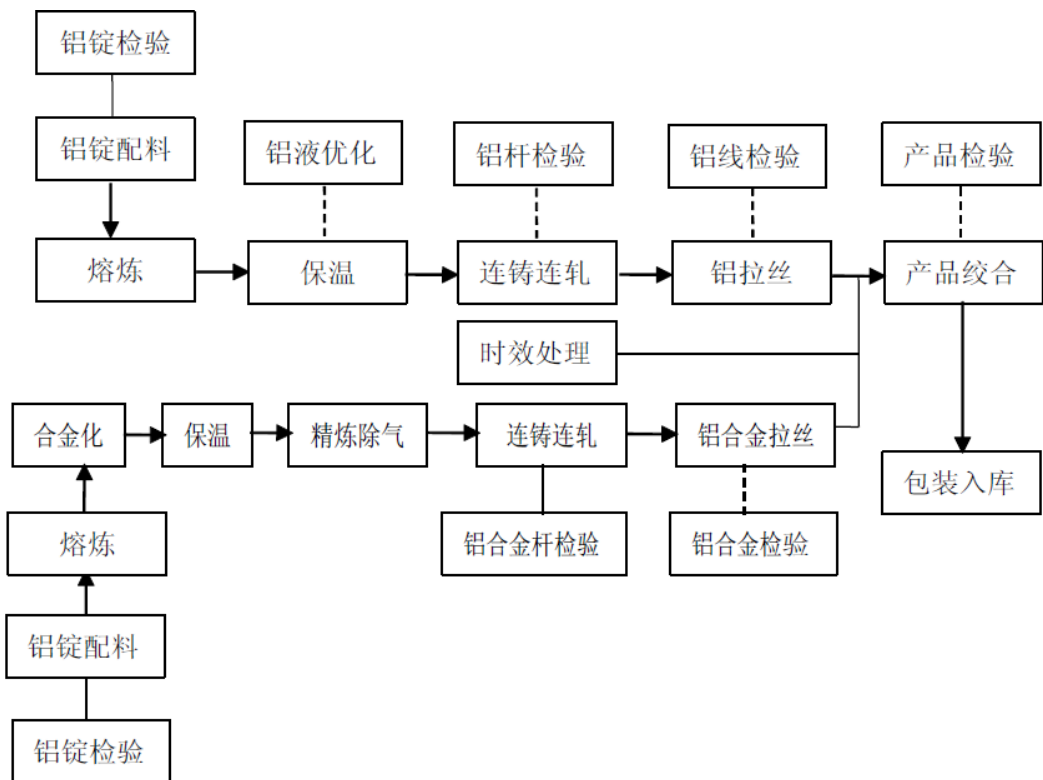 铝锭检验
铝锭配料
铝液优化
铝杆检验
铝线检验
产品检验
熔炼
保温
连铸连轧
铝拉丝
产品绞合
时效处理
合金化
保温
精炼除气
连铸连轧
铝合金拉丝
包装入库
熔炼
铝合金杆检验
铝合金检验
铝锭配料
铝锭检验